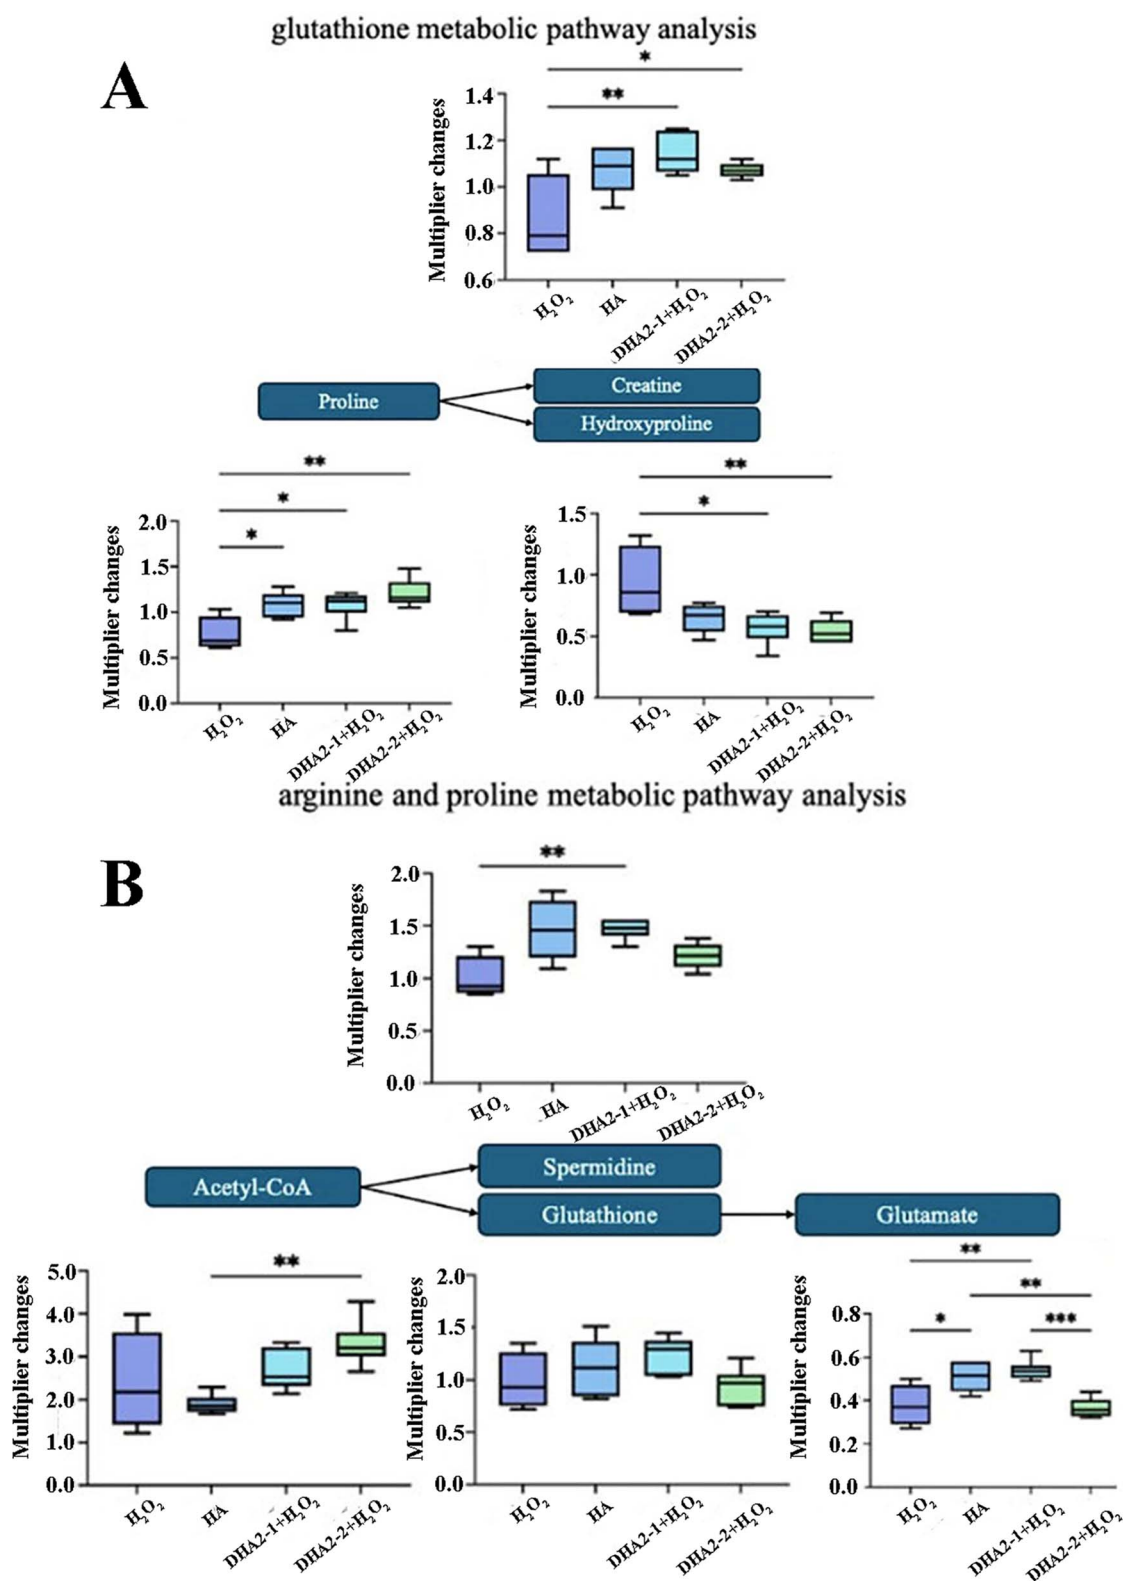 glutathione metabolic pathway analysis
A
*
**
Multiplier changes
1.4
1.2
1.0
0.8
0.6
H₂O₂
HA
DHA2-1+H₂O₂
DHA2-2+H₂O₂
Proline
Creatine
Hydroxyproline
**
*
*
Multiplier changes
2.0
1.5
1.0
0.5
0.0
H₂O₂
HA
DHA2-1+H₂O₂
DHA2-2+H₂O₂
**
*
Multiplier changes
1.5
1.0
0.5
0.0
H₂O₂
HA
DHA2-1+H₂O₂
DHA2-2+H₂O₂
arginine and proline metabolic pathway analysis
B
**
Multiplier changes
2.0
1.5
1.0
0.5
0.0
H₂O₂
HA
DHA2-1+H₂O₂
DHA2-2+H₂O₂
Acetyl-CoA
Spermidine
Glutathione
Glutamate
**
Multiplier changes
5.0
4.0
3.0
2.0
1.0
0.0
H₂O₂
HA
DHA2-1+H₂O₂
DHA2-2+H₂O₂
Multiplier changes
2.0
1.5
1.0
0.5
0.0
H₂O₂
HA
DHA2-1+H₂O₂
DHA2-2+H₂O₂
**
**
*
***
Multiplier changes
0.8
0.6
0.4
0.2
0.0
H₂O₂
HA
DHA2-1+H₂O₂
DHA2-2+H₂O₂